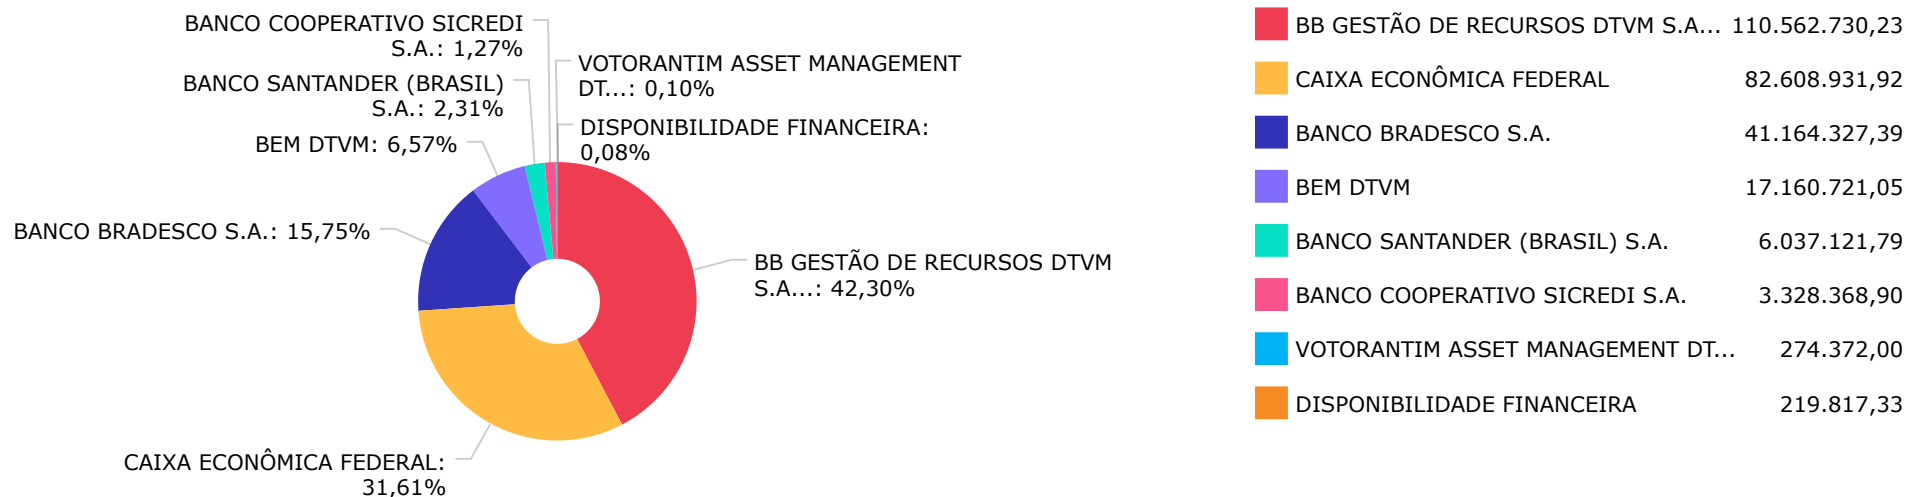 BANCO COOPERATIVO SICREDI
S.A.: 1,27%
VOTORANTIM ASSET MANAGEMENT
DT...: 0,10%
BANCO SANTANDER (BRASIL)
S.A.: 2,31%
DISPONIBILIDADE FINANCEIRA:
0,08%
BEM DTVM: 6,57%
BANCO BRADESCO S.A.: 15,75%
BB GESTÃO DE RECURSOS DTVM
S.A...: 42,30%
CAIXA ECONÔMICA FEDERAL:
31,61%
BB GESTÃO DE RECURSOS DTVM S.A... 110.562.730,23
CAIXA ECONÔMICA FEDERAL 82.608.931,92
BANCO BRADESCO S.A. 41.164.327,39
BEM DTVM 17.160.721,05
BANCO SANTANDER (BRASIL) S.A. 6.037.121,79
BANCO COOPERATIVO SICREDI S.A. 3.328.368,90
VOTORANTIM ASSET MANAGEMENT DT... 274.372,00
DISPONIBILIDADE FINANCEIRA 219.817,33